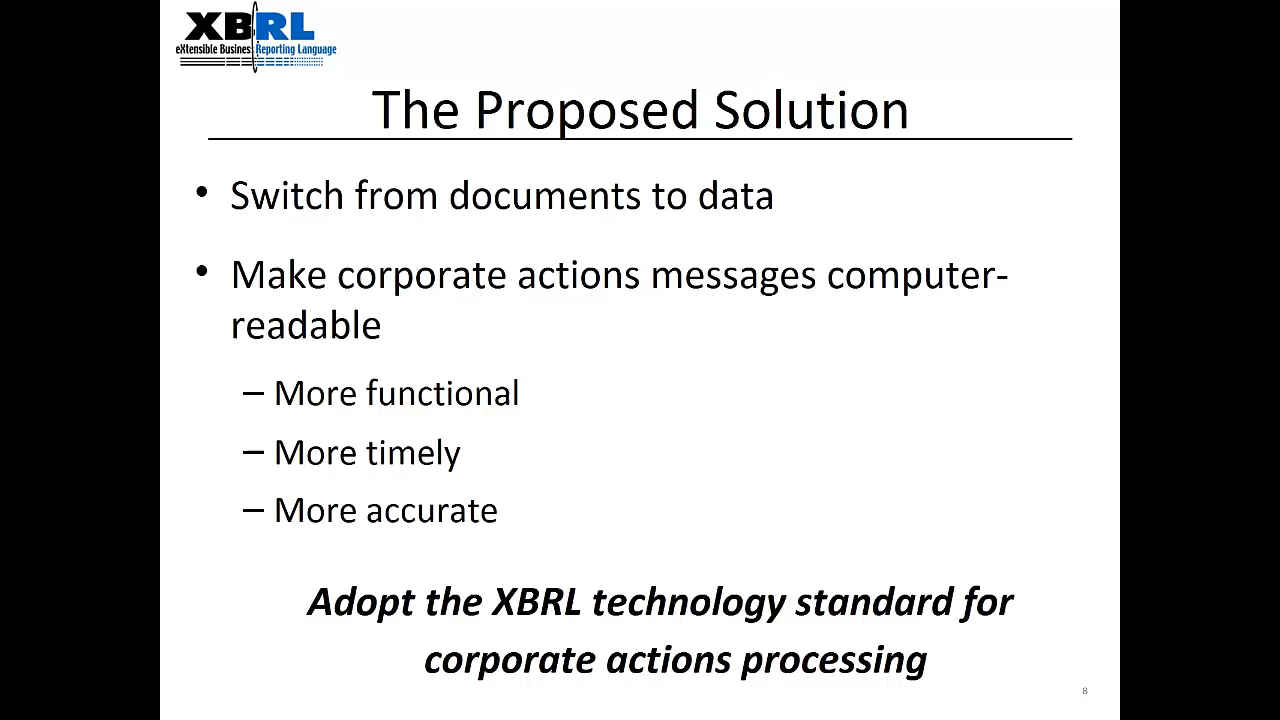 XBRL
eXtensible Business Reporting Language
The Proposed Solution
• Switch from documents to data
• Make corporate actions messages computer-
readable
– More functional
– More timely
– More accurate
Adopt the XBRL technology standard for
corporate actions processing
8